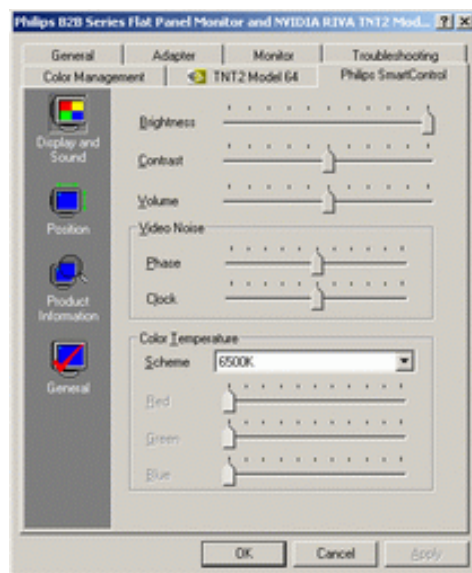 Philips B2B Series Flat Panel Monitor and NVIDIA RIVA TNT2 Mod...
General Adapter Monitor Troubleshooting
Color Management TNT2 Model 64 Philips SmartControl
Display and
Sound
Position
Product
Information
General
Brightness
Contrast
Volume
Video Noise
Phase
Clock
Color Temperature
Scheme 6500K
Red
Green
Blue
OK Cancel Apply